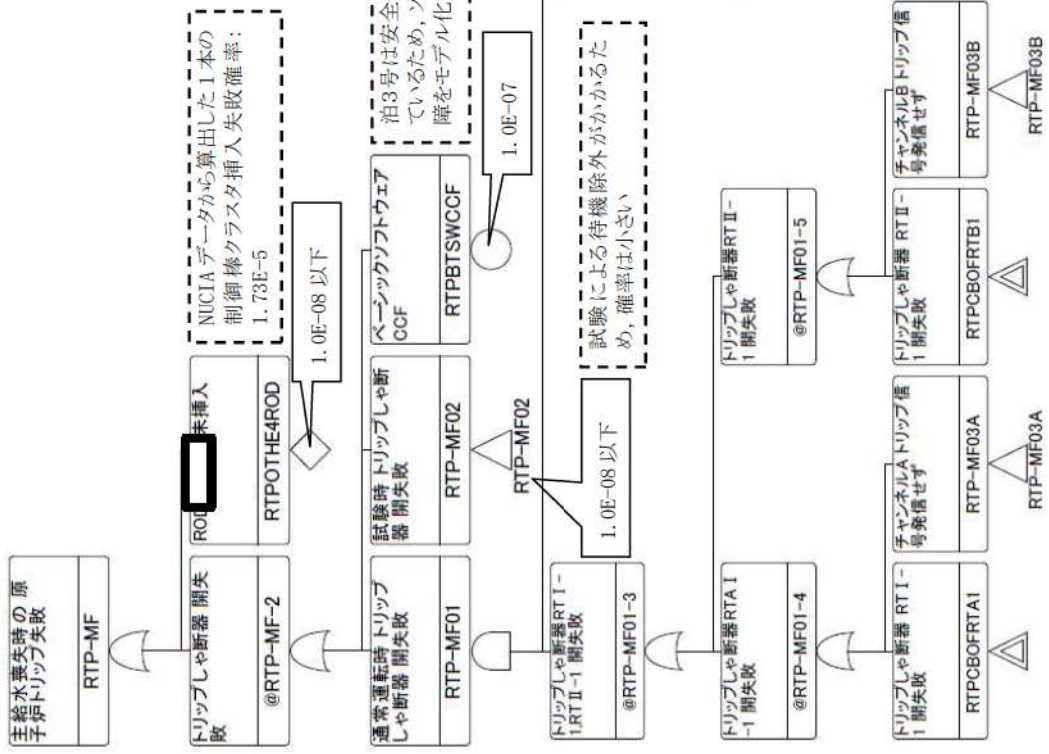 主給水喪失時の 原
子炉トリップ失敗
RTP-MF
トリップしゃ断器 開失
敗
@RTP-MF-2
ROD
未挿入
RTPOTHE4ROD
NUCIAデータから算出した1本の
制御棒クラスタ挿入失敗確率:
1.73E-5
1.0E-08 以下
通常運転時 トリップ
しゃ断器 開失敗
RTP-MF01
試験時 トリップしゃ断
器 開失敗
RTP-MF02
RTP-MF02
ベーシックソフトウェア
CCF
RTPBTSWCCF
泊3号は安全
ているため,ソ
障をモデル化
1.0E-07
1.0E-08 以下
試験による待機除外がかかるた
め,確率は小さい
トリップしゃ断器RTⅠ-
1,RTⅡ-1 開失敗
@RTP-MF01-3
トリップしゃ断器RTAⅠ
-1 開失敗
@RTP-MF01-4
トリップしゃ断器RTⅡ-
1 開失敗
@RTP-MF01-5
トリップしゃ断器 RTⅠ-
1 開失敗
RTPCBOFRTA1
チャンネルA トリップ信
号発信せず
RTP-MF03A
RTP-MF03A
トリップしゃ断器 RTⅡ-
1 開失敗
RTPCBOFRTB1
チャンネルB トリップ信
号発信せず
RTP-MF03B
RTP-MF03B